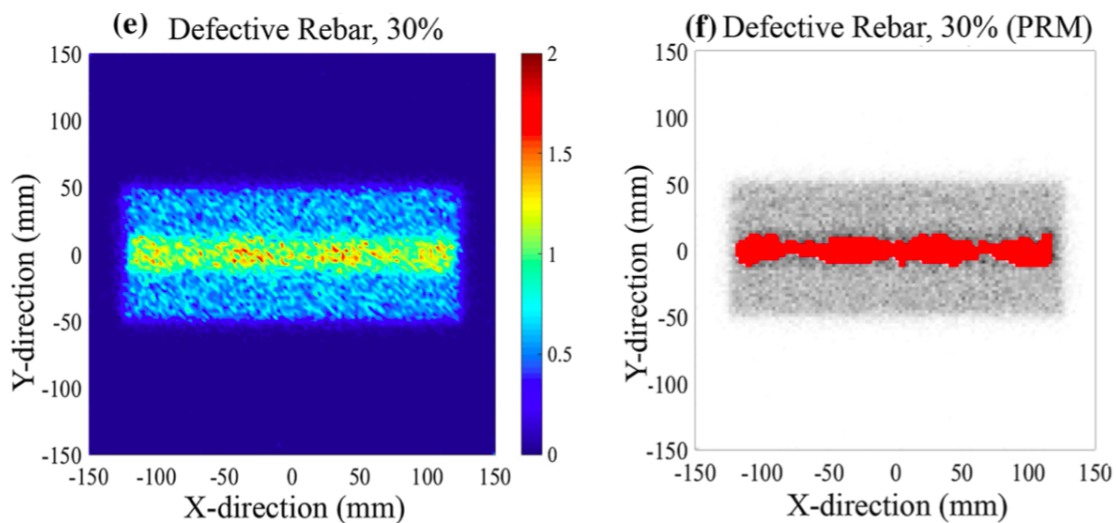 (e) Defective Rebar, 30%
150
100
50
0
-50
-100
-150
-150 -100 -50 0 50 100 150
Y-direction (mm)
X-direction (mm)
2
1.5
1
0.5
0
(f) Defective Rebar, 30% (PRM)
150
100
50
0
-50
-100
-150
-150 -100 -50 0 50 100 150
Y-direction (mm)
X-direction (mm)